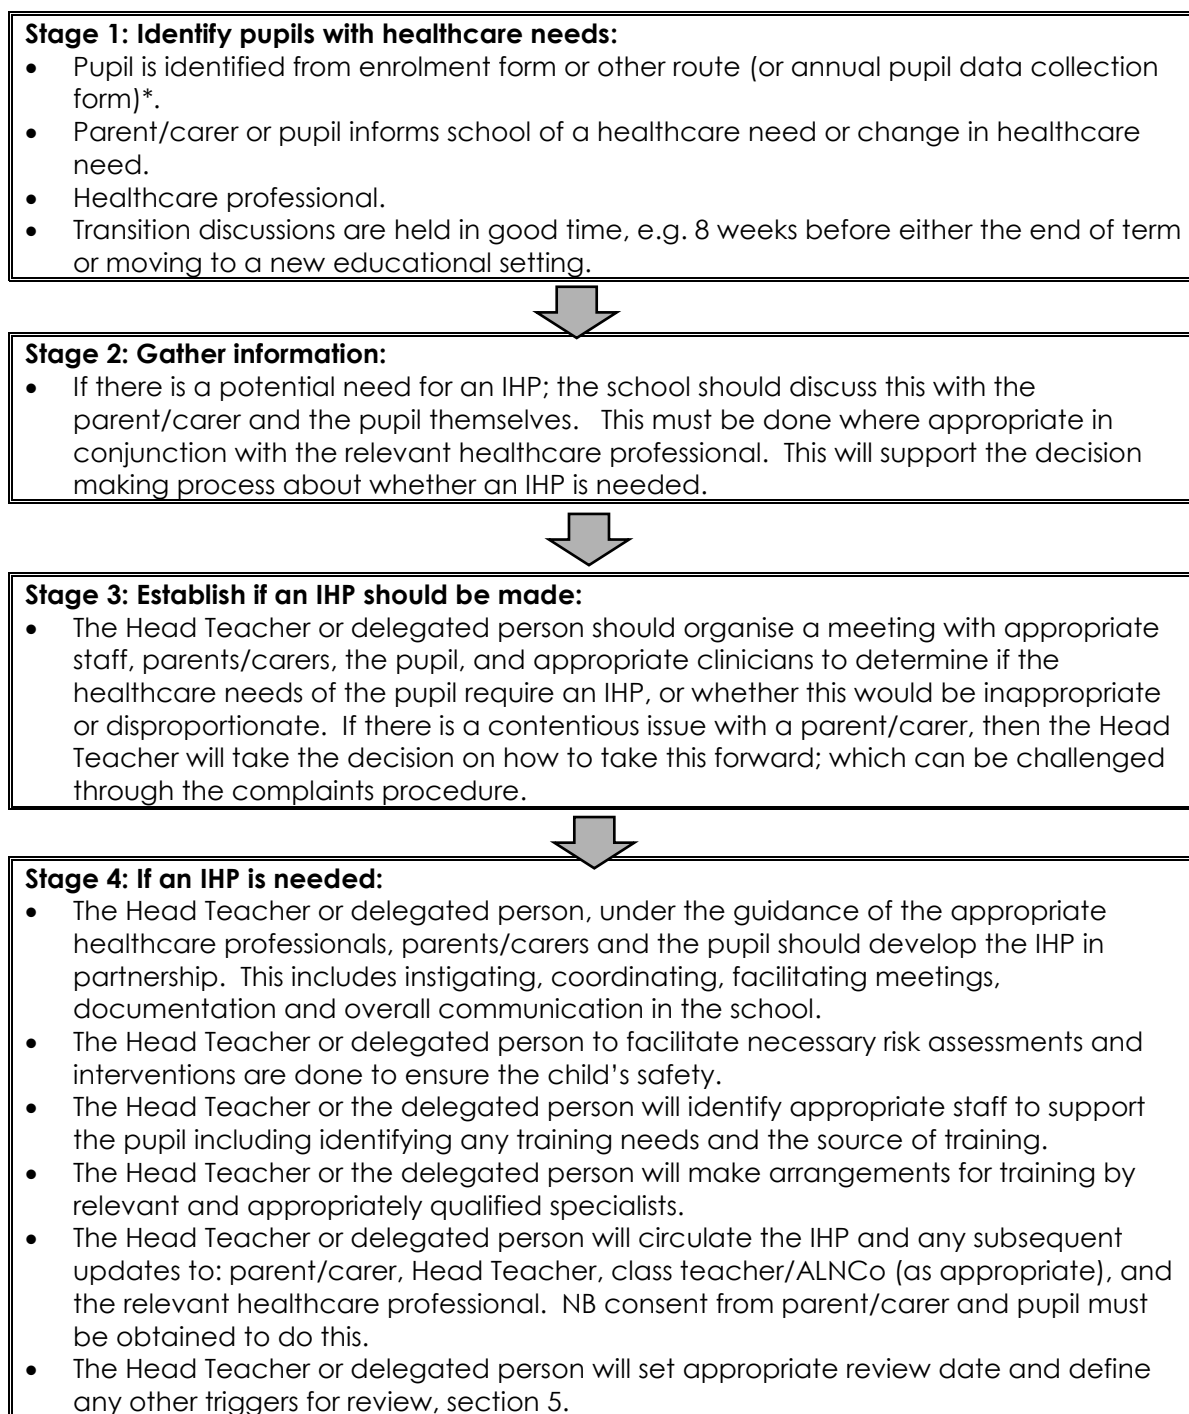 Stage 1: Identify pupils with healthcare needs:
• Pupil is identified from enrolment form or other route (or annual pupil data collection
form)*.
• Parent/carer or pupil informs school of a healthcare need or change in healthcare
need.
• Healthcare professional.
• Transition discussions are held in good time, e.g. 8 weeks before either the end of term
or moving to a new educational setting.
Stage 2: Gather information:
• If there is a potential need for an IHP; the school should discuss this with the
parent/carer and the pupil themselves. This must be done where appropriate in
conjunction with the relevant healthcare professional. This will support the decision
making process about whether an IHP is needed.
Stage 3: Establish if an IHP should be made:
• The Head Teacher or delegated person should organise a meeting with appropriate
staff, parents/carers, the pupil, and appropriate clinicians to determine if the
healthcare needs of the pupil require an IHP, or whether this would be inappropriate
or disproportionate. If there is a contentious issue with a parent/carer, then the Head
Teacher will take the decision on how to take this forward; which can be challenged
through the complaints procedure.
Stage 4: If an IHP is needed:
• The Head Teacher or delegated person, under the guidance of the appropriate
healthcare professionals, parents/carers and the pupil should develop the IHP in
partnership. This includes instigating, coordinating, facilitating meetings,
documentation and overall communication in the school.
• The Head Teacher or delegated person to facilitate necessary risk assessments and
interventions are done to ensure the child's safety.
• The Head Teacher or the delegated person will identify appropriate staff to support
the pupil including identifying any training needs and the source of training.
• The Head Teacher or the delegated person will make arrangements for training by
relevant and appropriately qualified specialists.
• The Head Teacher or delegated person will circulate the IHP and any subsequent
updates to: parent/carer, Head Teacher, class teacher/ALNCo (as appropriate), and
the relevant healthcare professional. NB consent from parent/carer and pupil must
be obtained to do this.
• The Head Teacher or delegated person will set appropriate review date and define
any other triggers for review, section 5.